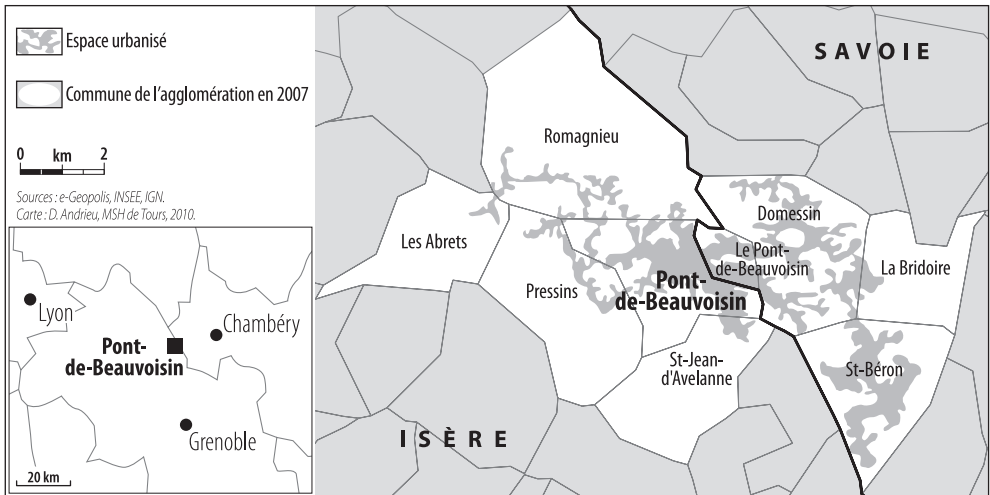 Espace urbanisé
Commune de l'agglomération en 2007
0 km 2
Sources : e-Geopolis, INSEE, IGN.
Carte : D. Andrieu, MSH de Tours, 2010.
Lyon
Chambéry
Pont-
de-Beauvoisin
Grenoble
20 km
SAVOIE
Romagnieu
Domessin
Les Abrets
Le Pont-
de-Beauvoisin
La Bridoire
Pressins
Pont-
de-Beauvoisin
St-Jean-
d'Avelanne
St-Béron
ISÈRE